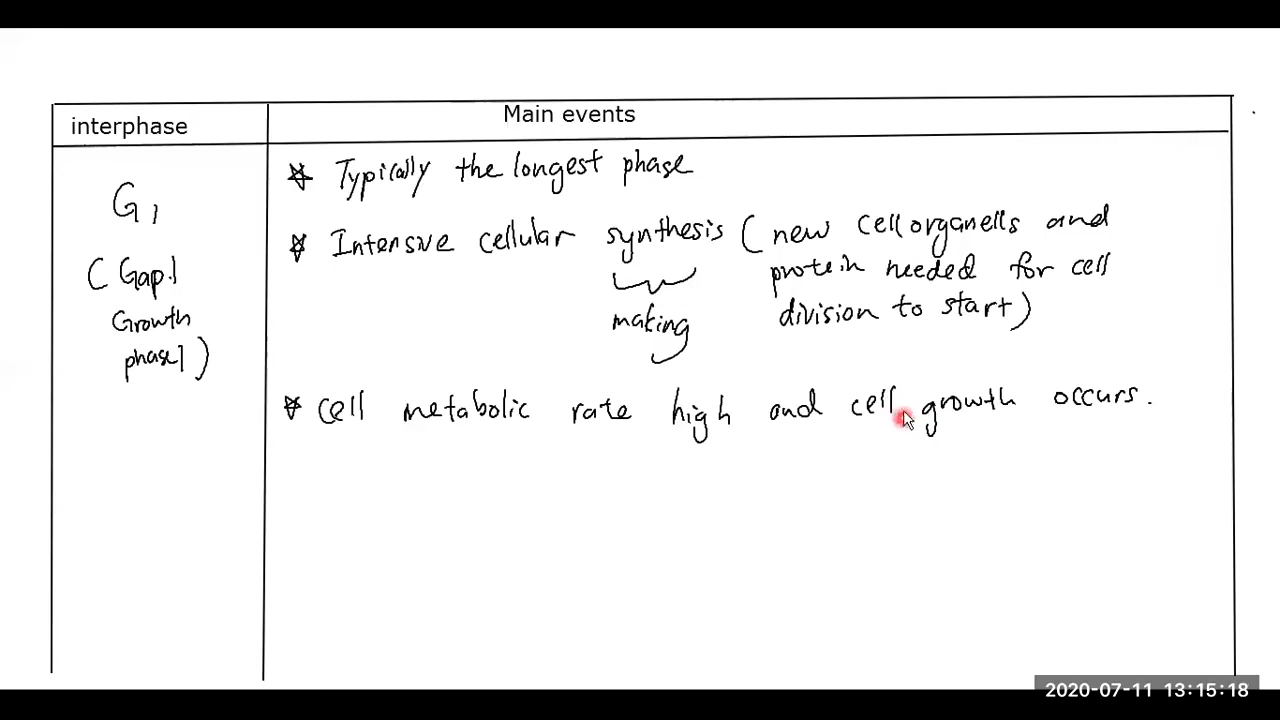 interphase
Main events
G1
(Gap.1
Growth
phase1)
Typically the longest phase
Intensive cellular synthesis (new cell organells and
protein needed for cell
division to start)
making
cell metabolic rate high and cell growth occurs.
2020-07-11 13:15:18